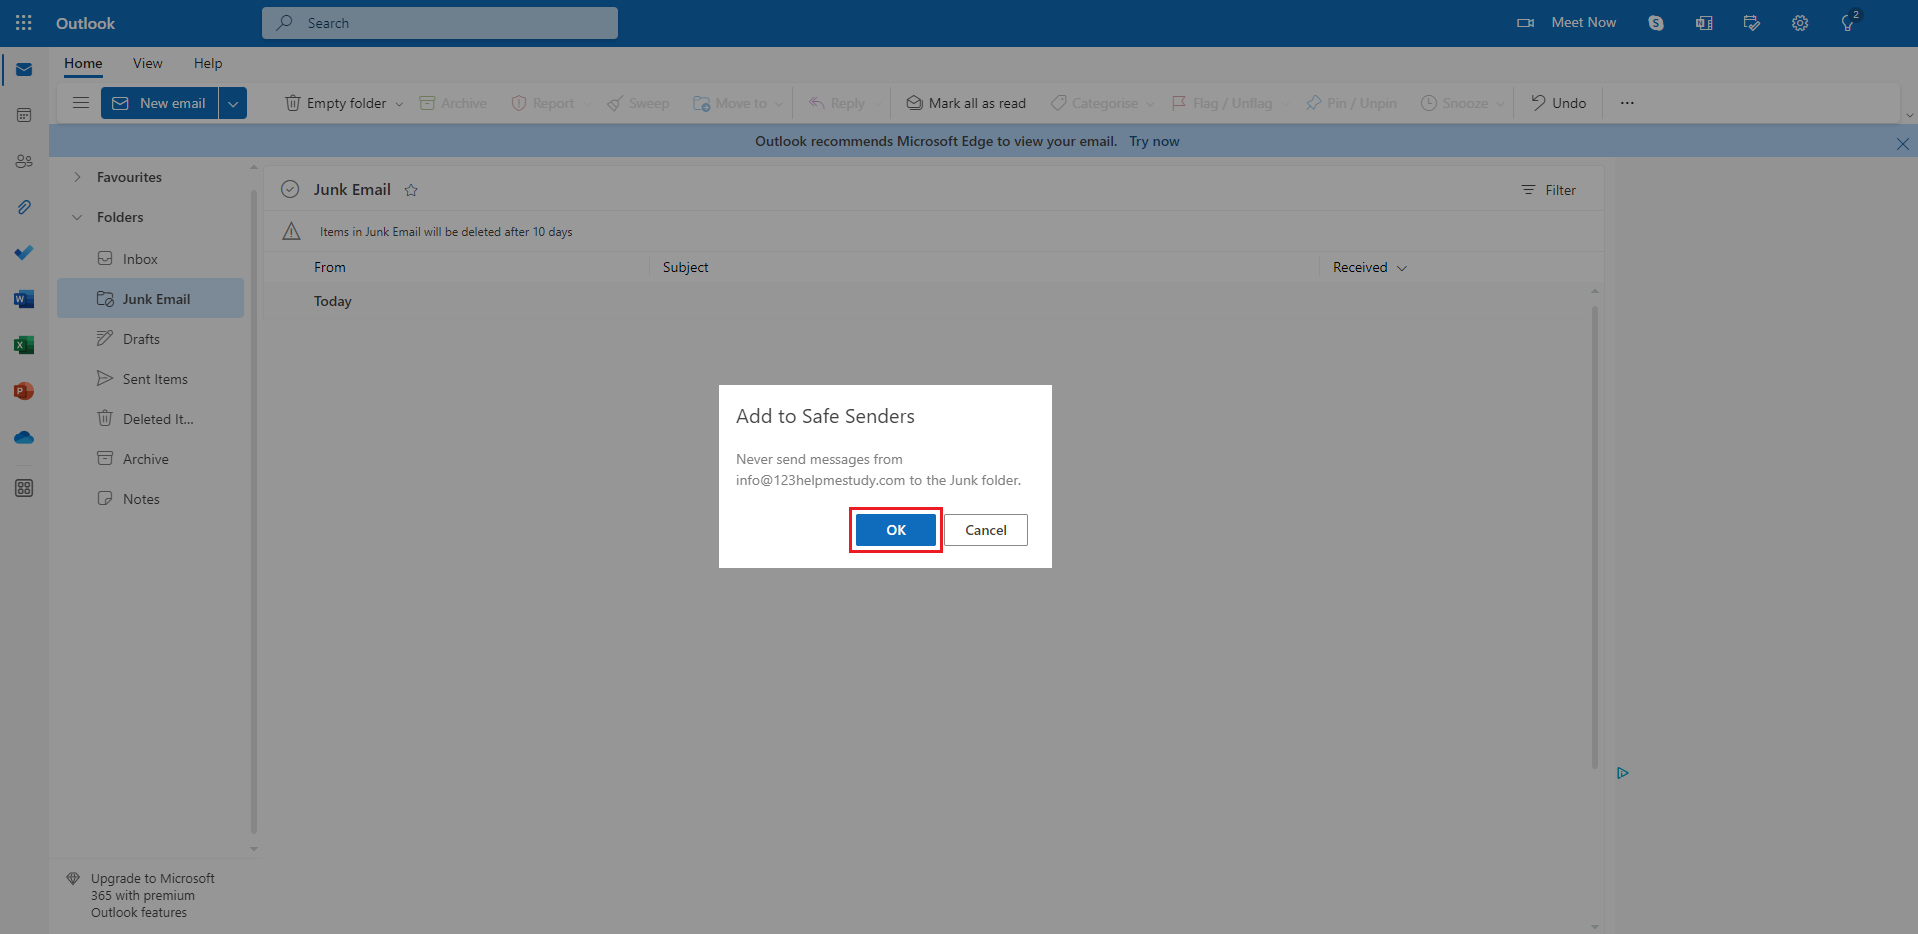 Outlook
Search
Meet Now
2
Home View Help
New email
Empty folder
Archive
Report
Sweep
Move to
Reply
Mark all as read
Categorise
Flag / Unflag
Pin / Unpin
Snooze
Undo
Outlook recommends Microsoft Edge to view your email. Try now
Favourites
Folders
Inbox
Junk Email
Drafts
Sent Items
Deleted It...
Archive
Notes
Upgrade to Microsoft
365 with premium
Outlook features
Junk Email
Filter
Items in Junk Email will be deleted after 10 days
From Subject Received
Today
Add to Safe Senders
Never send messages from
info@123helpmestudy.com to the Junk folder.
OK Cancel